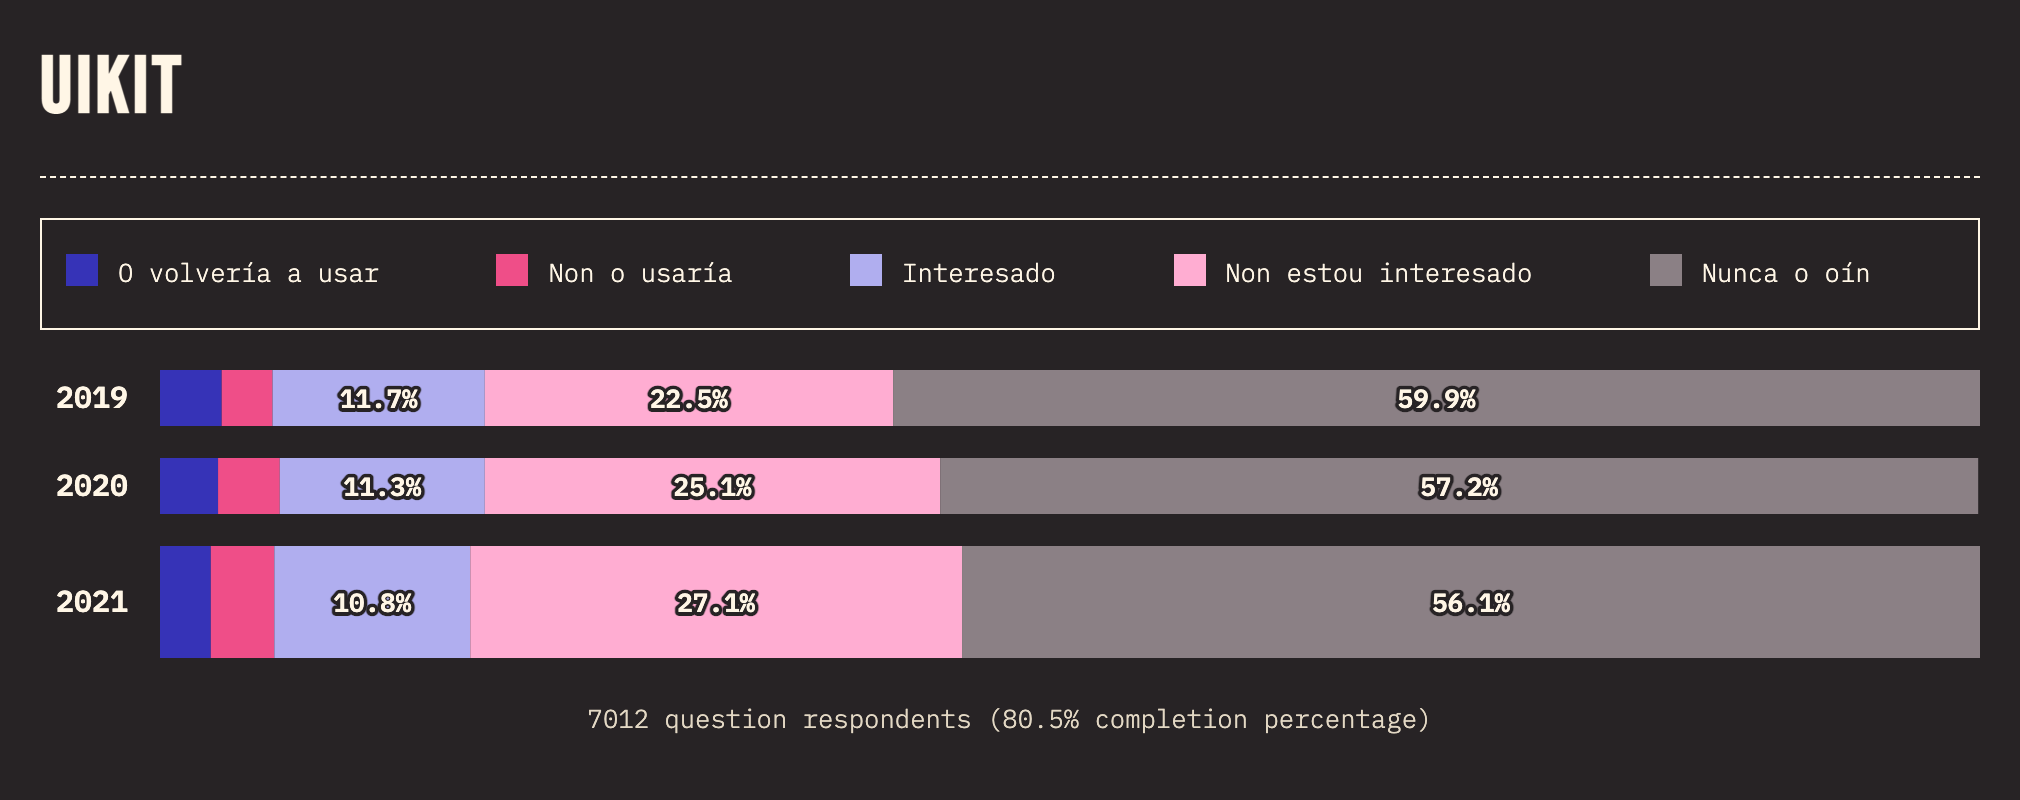 UIKIT
O volvería a usar Non o usaría Interesado Non estou interesado Nunca o oín
2019 11.7% 22.5% 59.9%
2020 11.3% 25.1% 57.2%
2021 10.8% 27.1% 56.1%
7012 question respondents (80.5% completion percentage)